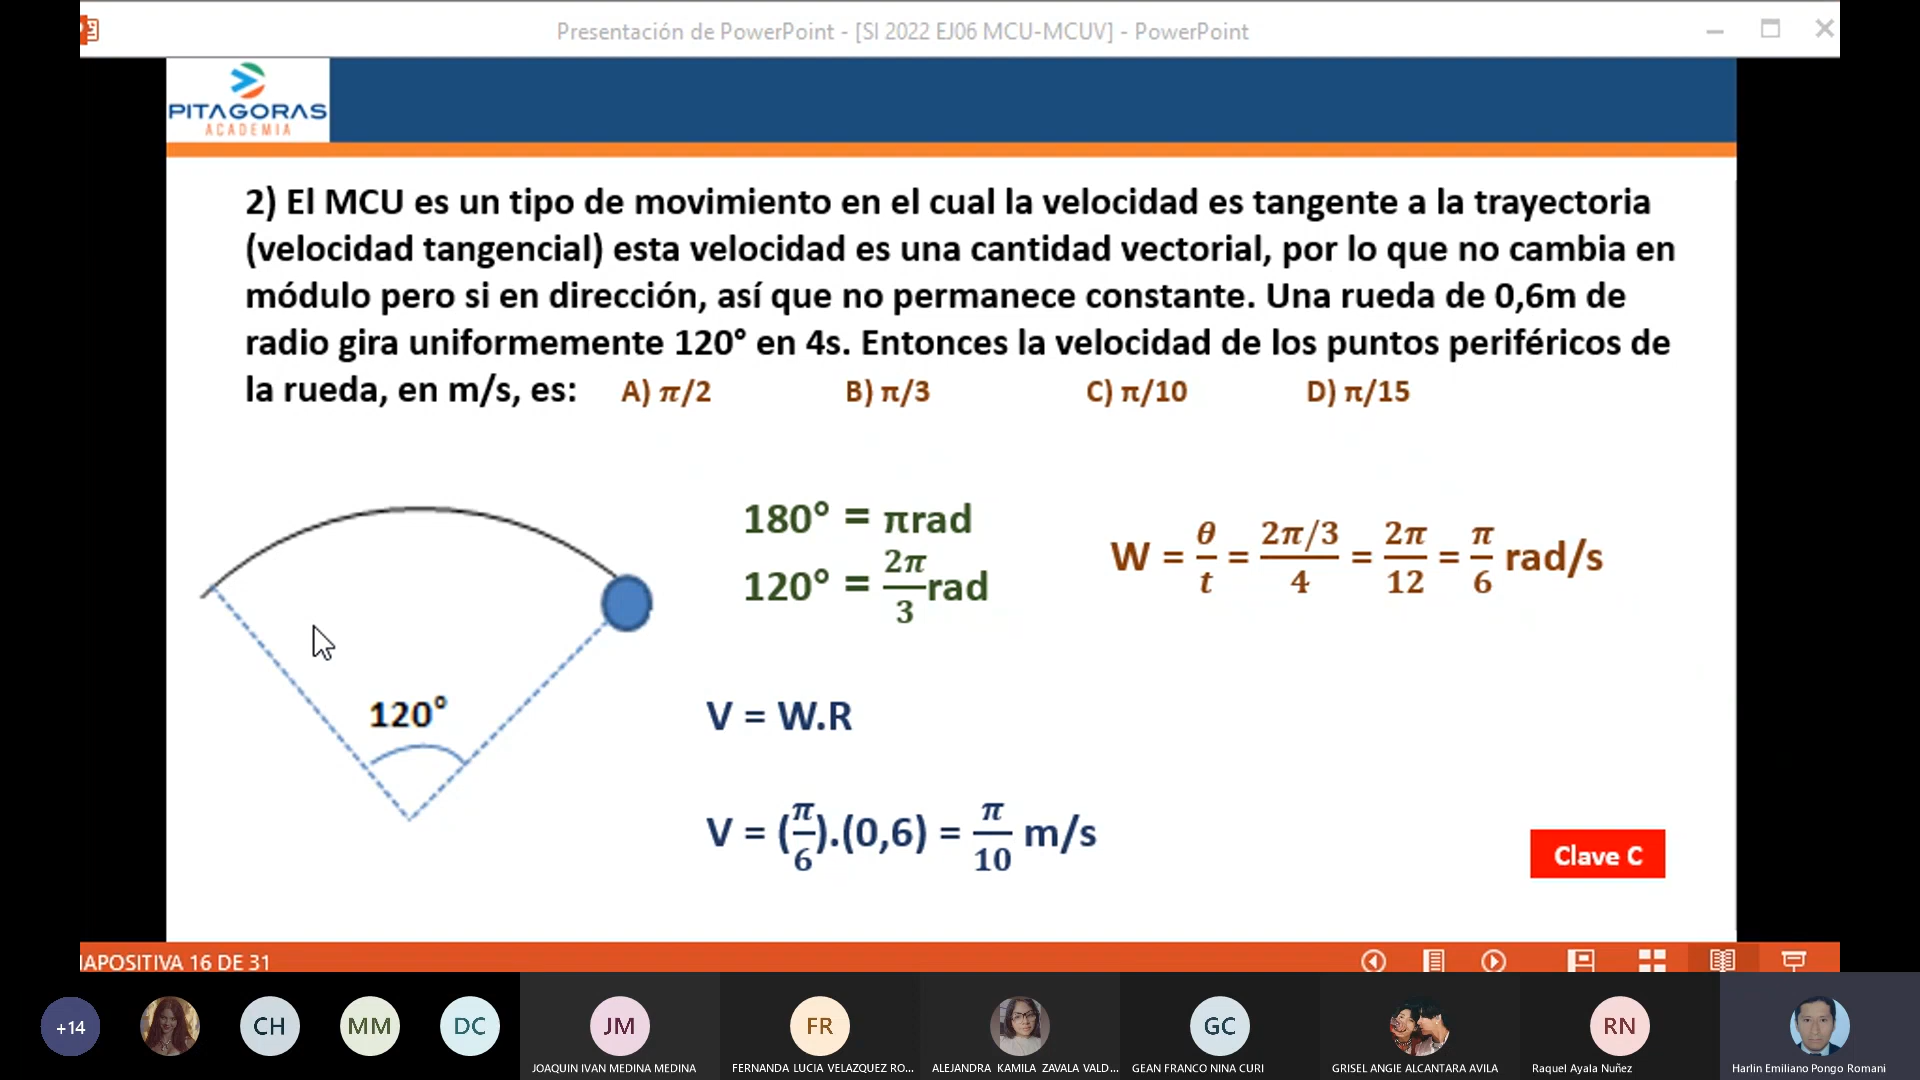 Presentación de PowerPoint - [SI 2022 EJ06 MCU-MCUV] - PowerPoint
PITAGORAS
ACADEMIA
2) El MCU es un tipo de movimiento en el cual la velocidad es tangente a la trayectoria
(velocidad tangencial) esta velocidad es una cantidad vectorial, por lo que no cambia en
módulo pero si en dirección, así que no permanece constante. Una rueda de 0,6m de
radio gira uniformemente 120° en 4s. Entonces la velocidad de los puntos periféricos de
la rueda, en m/s, es: A) π/2 B) π/3 C) π/10 D) π/15
180° = πrad
120° = 2π/3 rad
W = θ/t = (2π/3)/4 = 2π/12 = π/6 rad/s
120°
V = W.R
V = (π/6).(0,6) = π/10 m/s
Clave C
IAPOSITIVA 16 DE 31
+14
CH
MM
DC
JM
FR
GC
RN
JOAQUIN IVAN MEDINA MEDINA
FERNANDA LUCIA VELAZQUEZ RO...
ALEJANDRA KAMILA ZAVALA VALD...
GEAN FRANCO NINA CURI
GRISEL ANGIE ALCANTARA AVILA
Raquel Ayala Nuñez
Harlin Emiliano Pongo Romani